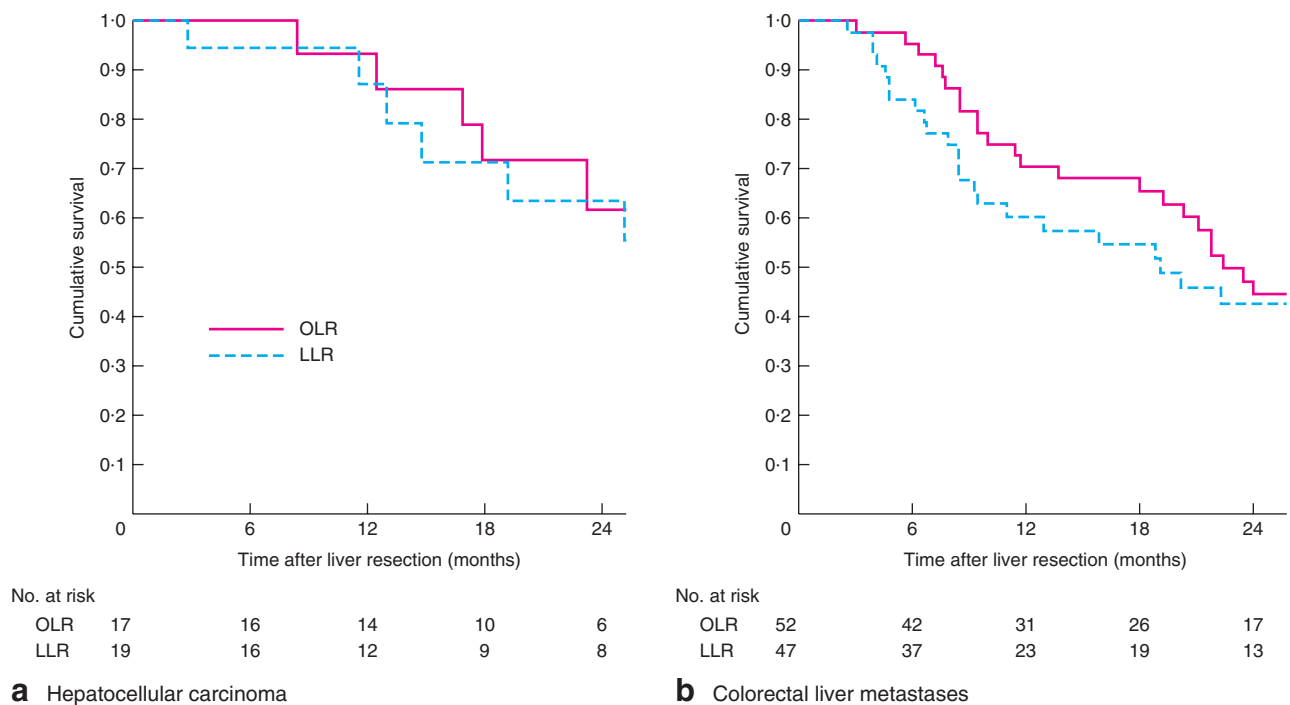 1·0
0·9
0·8
0·7
0·6
0·5
0·4
0·3
0·2
0·1
0
Cumulative survival
OLR
LLR
6 12 18 24
Time after liver resection (months)
No. at risk
OLR 17 16 14 10 6
LLR 19 16 12 9 8
a Hepatocellular carcinoma
1·0
0·9
0·8
0·7
0·6
0·5
0·4
0·3
0·2
0·1
0
Cumulative survival
6 12 18 24
Time after liver resection (months)
No. at risk
OLR 52 42 31 26 17
LLR 47 37 23 19 13
b Colorectal liver metastases